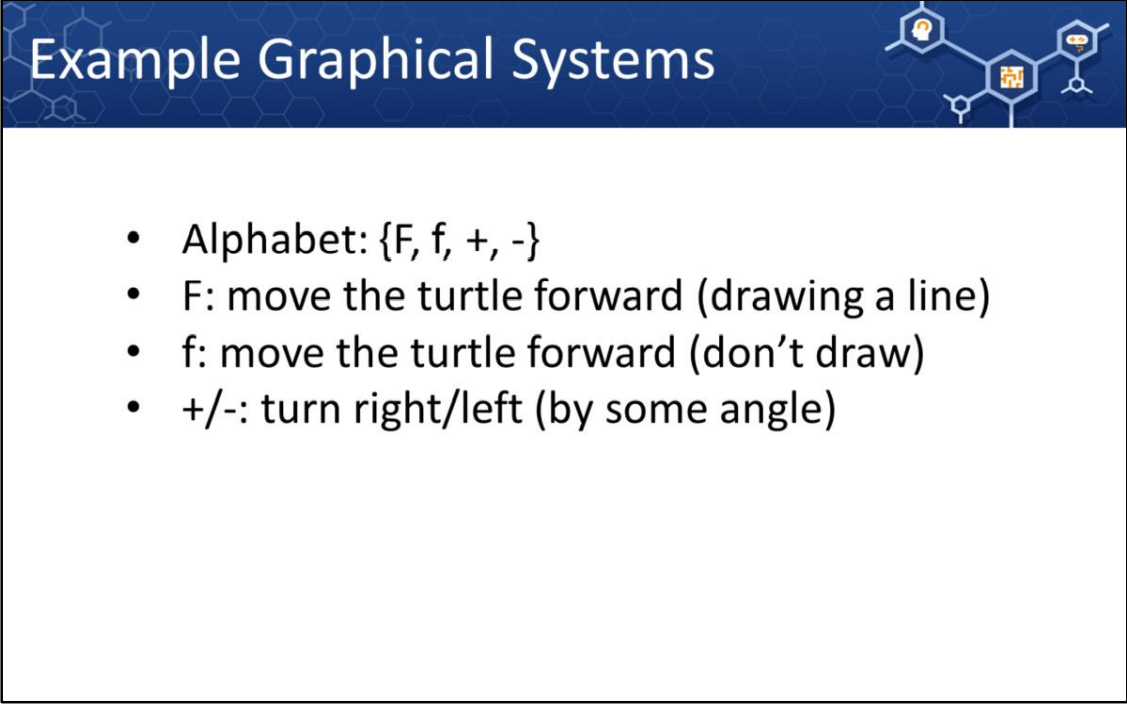 Example Graphical Systems
• Alphabet: {F, f, +, -}
• F: move the turtle forward (drawing a line)
• f: move the turtle forward (don’t draw)
• +/-: turn right/left (by some angle)